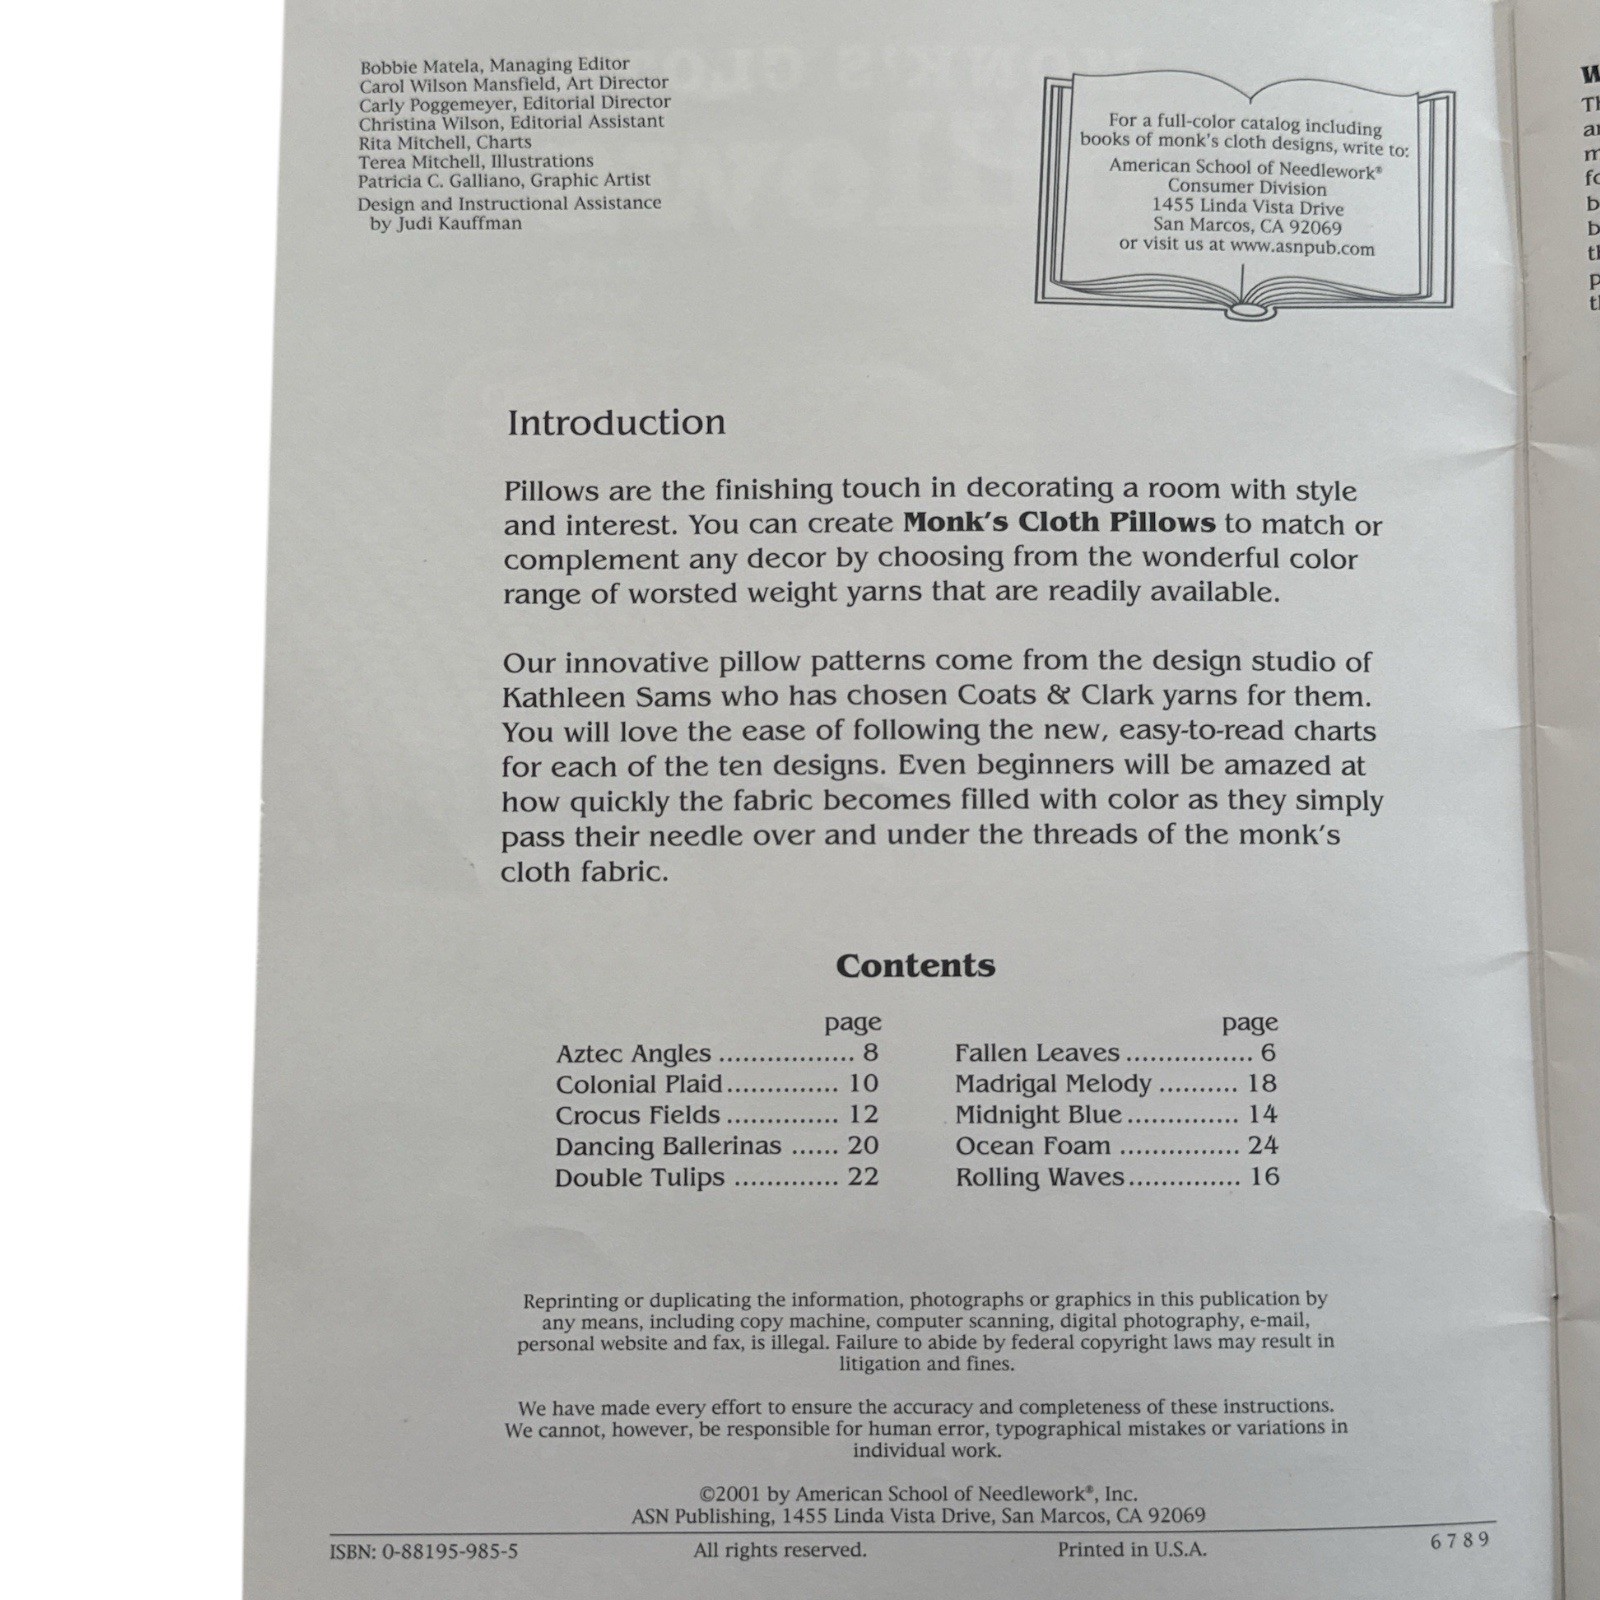 Bobbie Matela, Managing Editor
Carol Wilson Mansfield, Art Director
Carly Poggemeyer, Editorial Director
Christina Wilson, Editorial Assistant
Rita Mitchell, Charts
Terea Mitchell, Illustrations
Patricia C. Galliano, Graphic Artist
Design and Instructional Assistance
by Judi Kauffman
For a full-color catalog including
books of monk's cloth designs, write to:
American School of Needlework®
Consumer Division
1455 Linda Vista Drive
San Marcos, CA 92069
or visit us at www.asnpub.com
Introduction
Pillows are the finishing touch in decorating a room with style
and interest. You can create Monk's Cloth Pillows to match or
complement any decor by choosing from the wonderful color
range of worsted weight yarns that are readily available.
Our innovative pillow patterns come from the design studio of
Kathleen Sams who has chosen Coats & Clark yarns for them.
You will love the ease of following the new, easy-to-read charts
for each of the ten designs. Even beginners will be amazed at
how quickly the fabric becomes filled with color as they simply
pass their needle over and under the threads of the monk's
cloth fabric.
Contents
page
Aztec Angles ................. 8
Colonial Plaid.............. 10
Crocus Fields .............. 12
Dancing Ballerinas ...... 20
Double Tulips ............. 22
page
Fallen Leaves ................ 6
Madrigal Melody .......... 18
Midnight Blue.............. 14
Ocean Foam ............... 24
Rolling Waves.............. 16
Reprinting or duplicating the information, photographs or graphics in this publication by
any means, including copy machine, computer scanning, digital photography, e-mail,
personal website and fax, is illegal. Failure to abide by federal copyright laws may result in
litigation and fines.
We have made every effort to ensure the accuracy and completeness of these instructions.
We cannot, however, be responsible for human error, typographical mistakes or variations in
individual work.
©2001 by American School of Needlework®, Inc.
ASN Publishing, 1455 Linda Vista Drive, San Marcos, CA 92069
ISBN: 0-88195-985-5 All rights reserved. Printed in U.S.A. 6 7 8 9